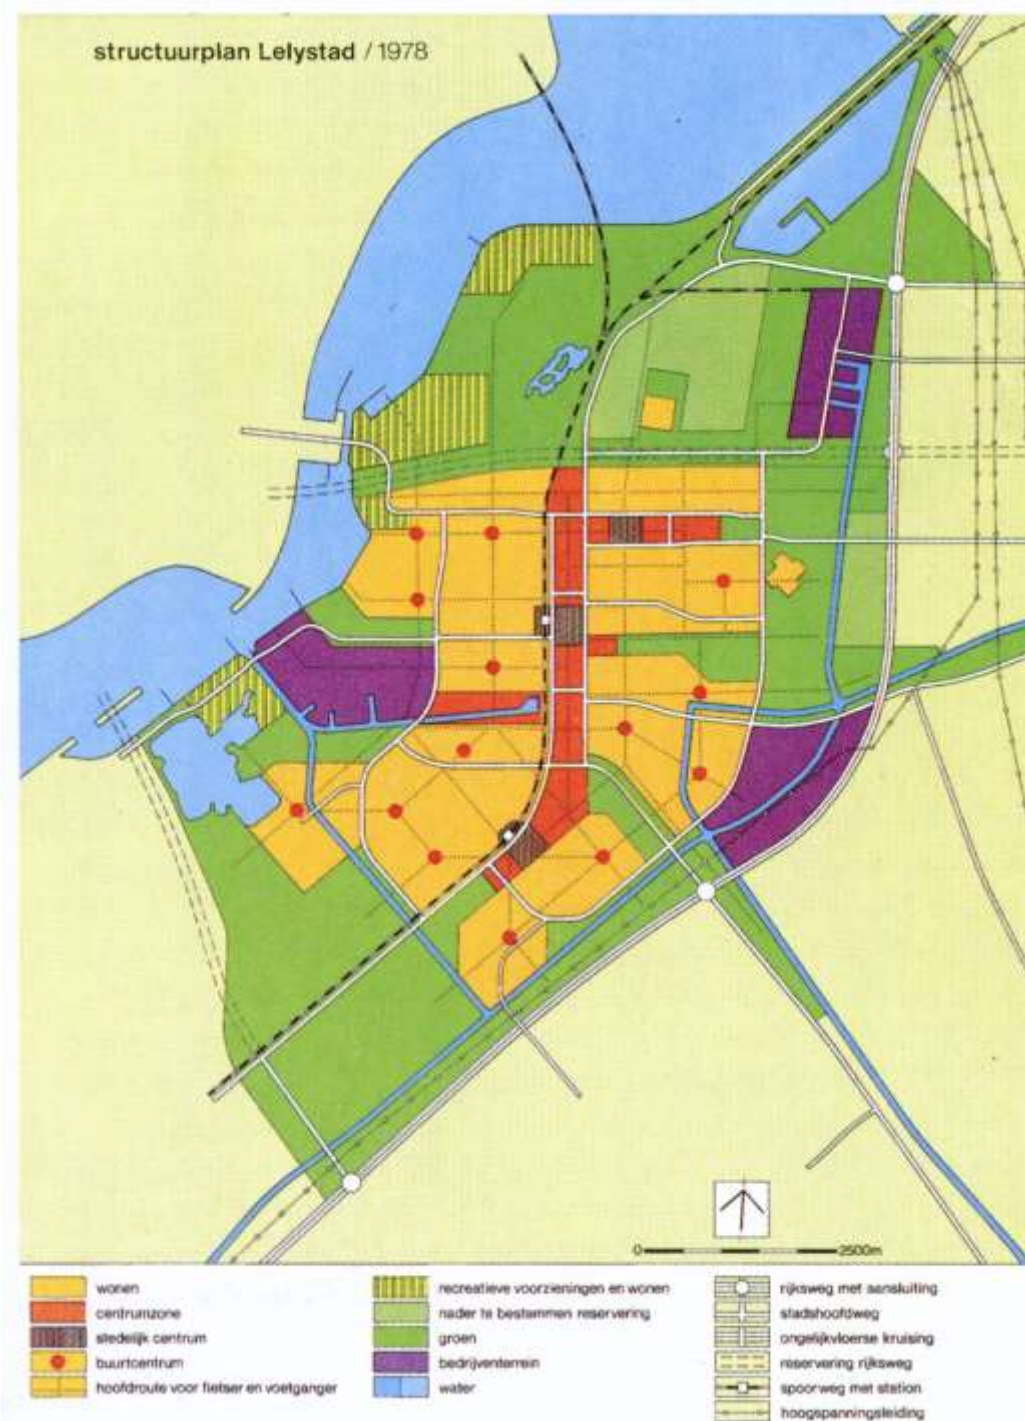 structuurplan Lelystad / 1978
0 2500m
wonen
centrumzone
stedelijk centrum
buurtcentrum
hoofdroute voor fietser en voetganger
recreatieve voorzieningen en wonen
nader te bestemmen reservering
groen
bedrijventerrein
water
rijksweg met aansluiting
stadshoofdweg
ongelijkvloerse kruising
reservering rijksweg
spoorweg met station
hoogspanningsleiding